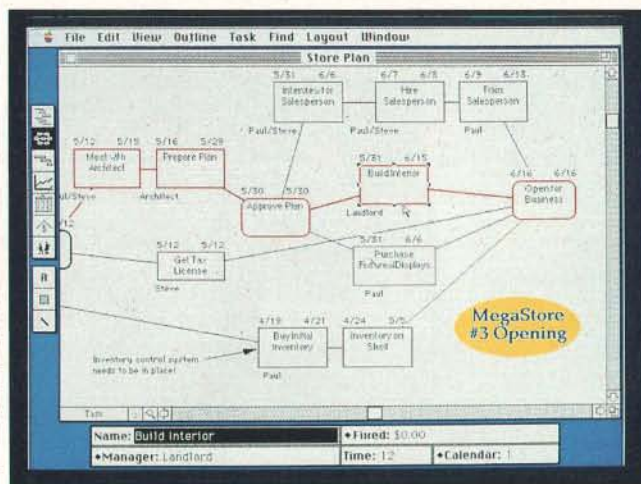 File Edit View Outline Task Find Layout Window
Store Plan
5/31 6/6
Interview for
Salesperson
Paul/Steve
6/7 6/8
Hire
Salesperson
Paul/Steve
6/9 6/13
Train
Salesperson
Paul
5/12 5/15
Meet with
Architect
5/16 5/29
Prepare Plan
Architect
5/30 5/30
Approve Plan
5/31 6/15
Build Interior
Landlord
6/16 6/16
Open for
Business
5/12 5/12
Get Tax
License
Steve
5/31 6/6
Purchase
Fixtures/Displays
Paul
4/19 4/21
Buy Initial
Inventory
Paul
4/24 5/5
Inventory on
Shelf
Inventory control system
needs to be in place!
MegaStore
#3 Opening
Name: Build Interior
Fixed: $0.00
Manager: Landlord
Time: 12
Calendar: 1